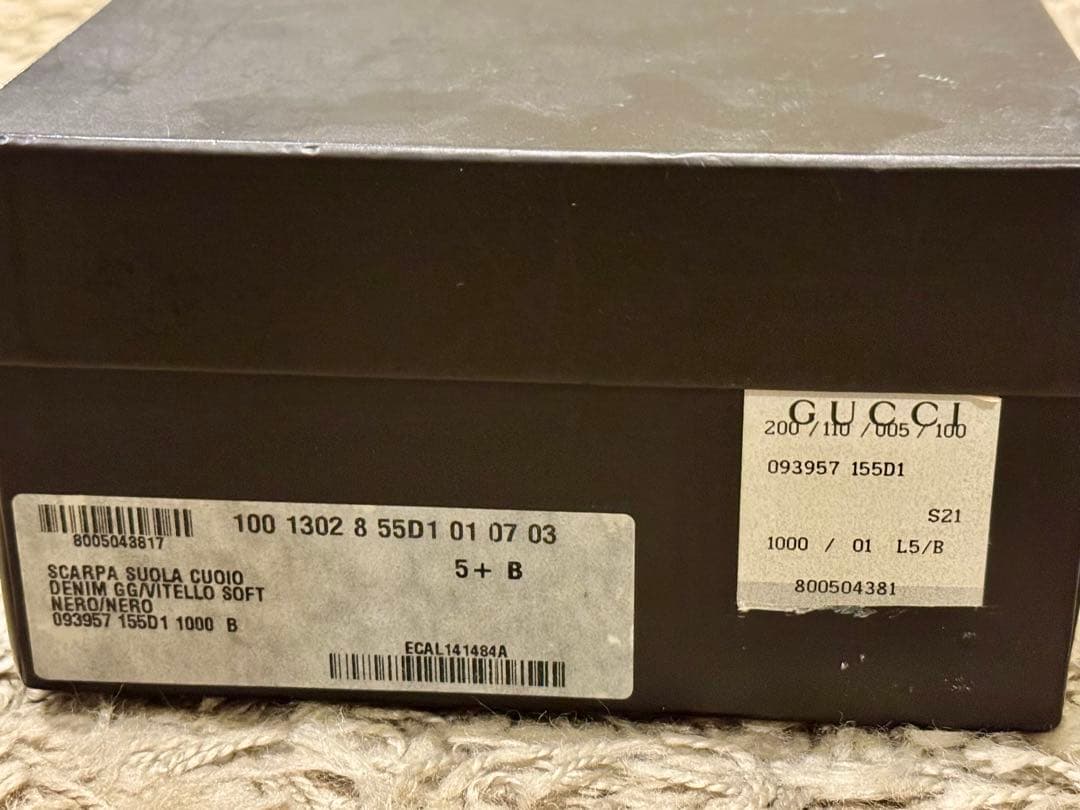 8005043817
100 1302 8 55D1 01 07 03
5+ B
SCARPA SUOLA CUOIO
DENIM GG/VITELLO SOFT
NERO/NERO
093957 155D1 1000 B
ECAL141484A
GUCCI
200 /110 /005 / 100
093957 155D1
S21
1000 / 01 L5/B
800504381